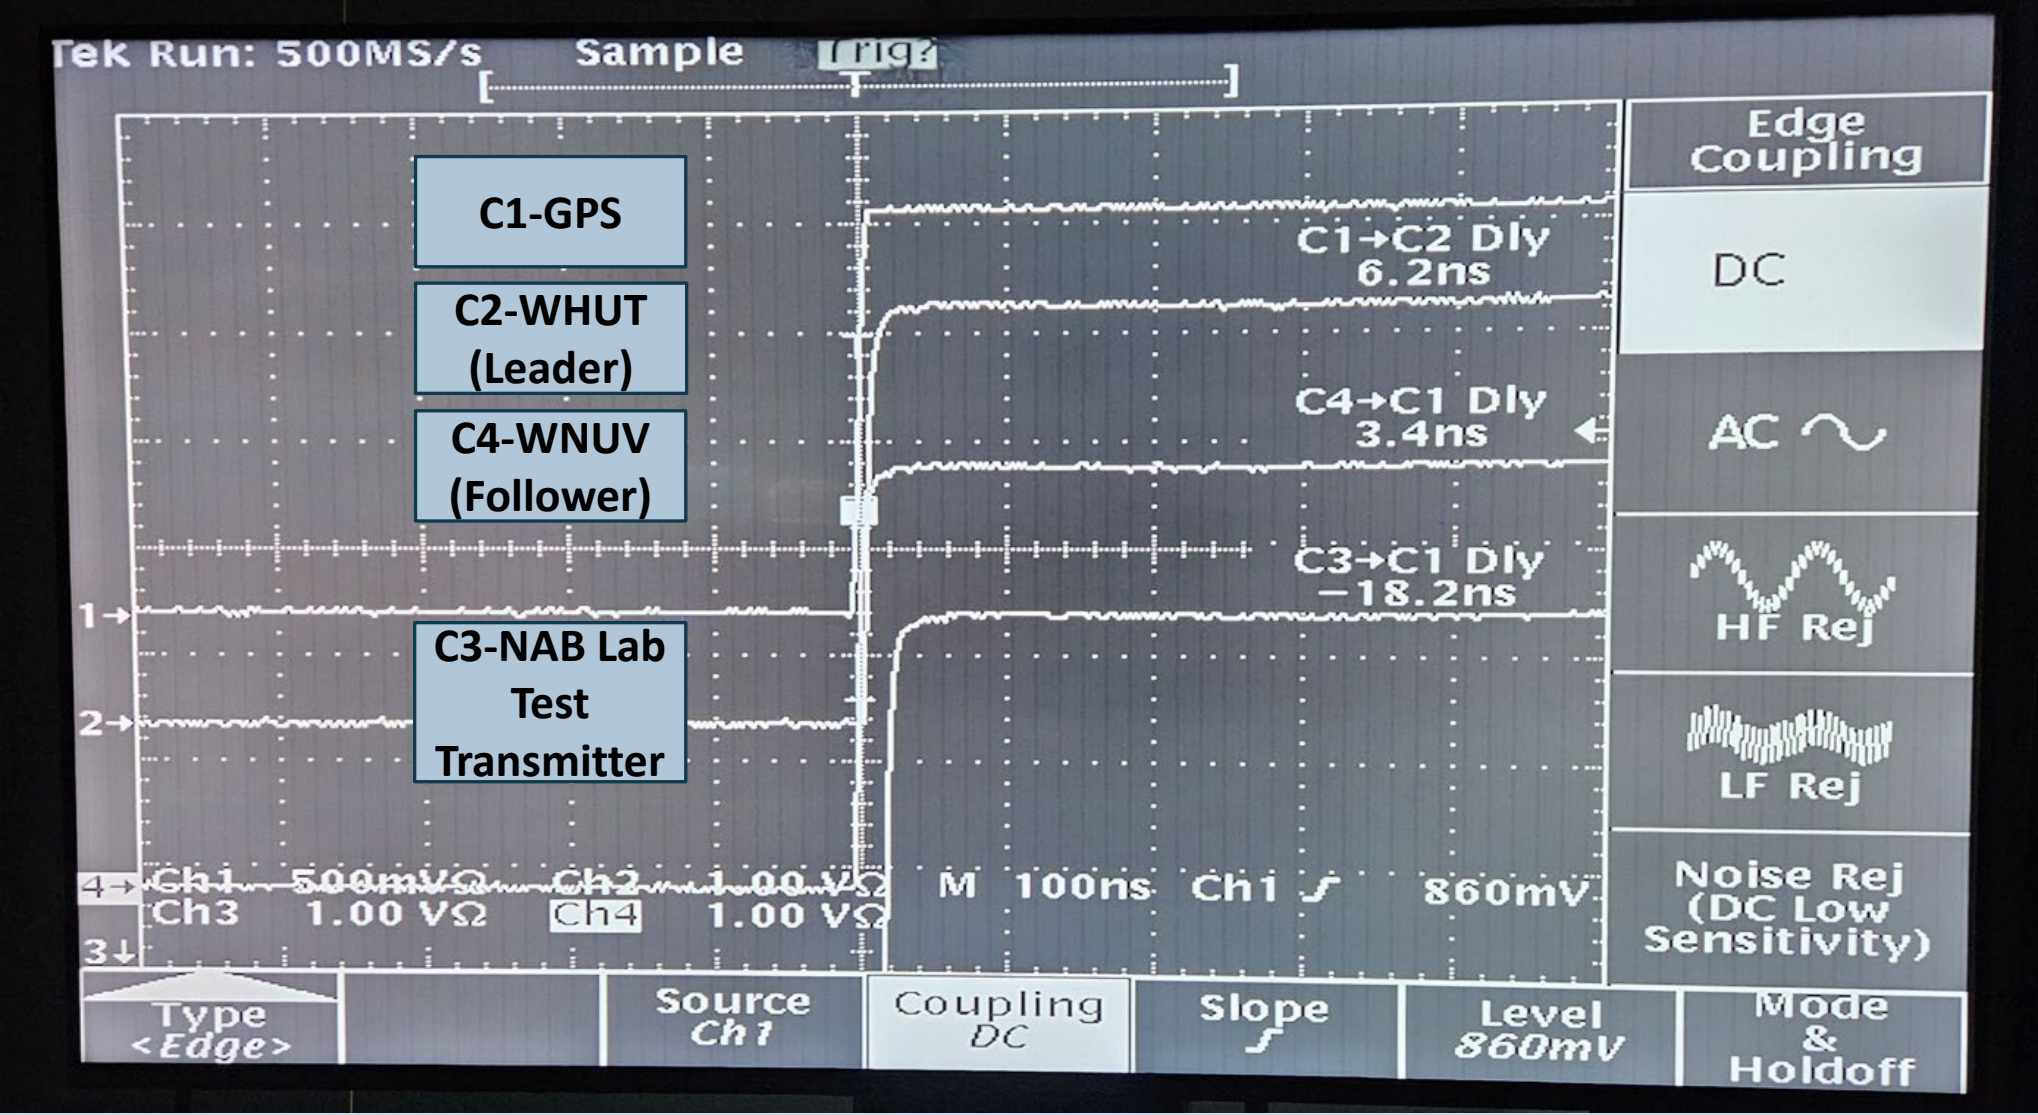 Tek Run: 500MS/s Sample Trig?
Edge
Coupling
C1-GPS
C1→C2 Dly
6.2ns
DC
C2-WHUT
(Leader)
C4→C1 Dly
3.4ns
AC
C4-WNUV
(Follower)
C3→C1 Dly
-18.2ns
HF Rej
1→
C3-NAB Lab
Test
Transmitter
2→
LF Rej
4→ Ch1 500mVΩ Ch2 1.00 VΩ M 100ns Ch1 860mV
Ch3 1.00 VΩ Ch4 1.00 VΩ
3↓
Noise Rej
(DC Low
Sensitivity)
Type
<Edge>
Source
Ch1
Coupling
DC
Slope
Level
860mV
Mode
&
Holdoff